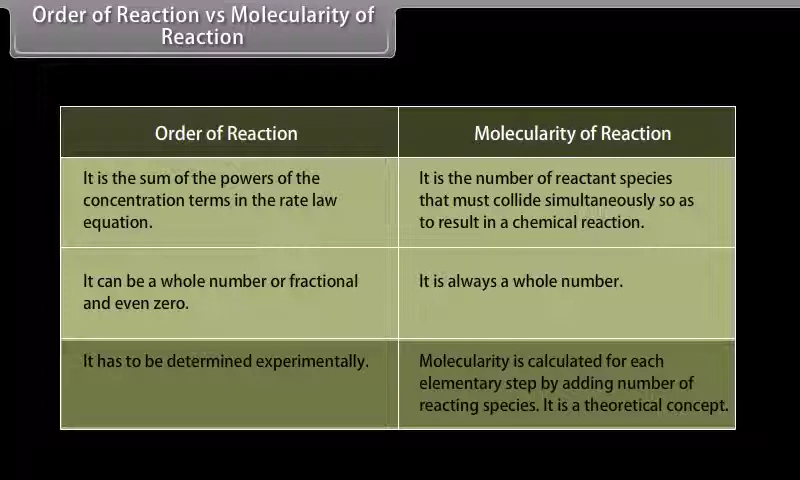 Order of Reaction vs Molecularity of
Reaction
Order of Reaction
Molecularity of Reaction
It is the sum of the powers of the
concentration terms in the rate law
equation.
It is the number of reactant species
that must collide simultaneously so as
to result in a chemical reaction.
It can be a whole number or fractional
and even zero.
It is always a whole number.
It has to be determined experimentally.
Molecularity is calculated for each
elementary step by adding number of
reacting species. It is a theoretical concept.